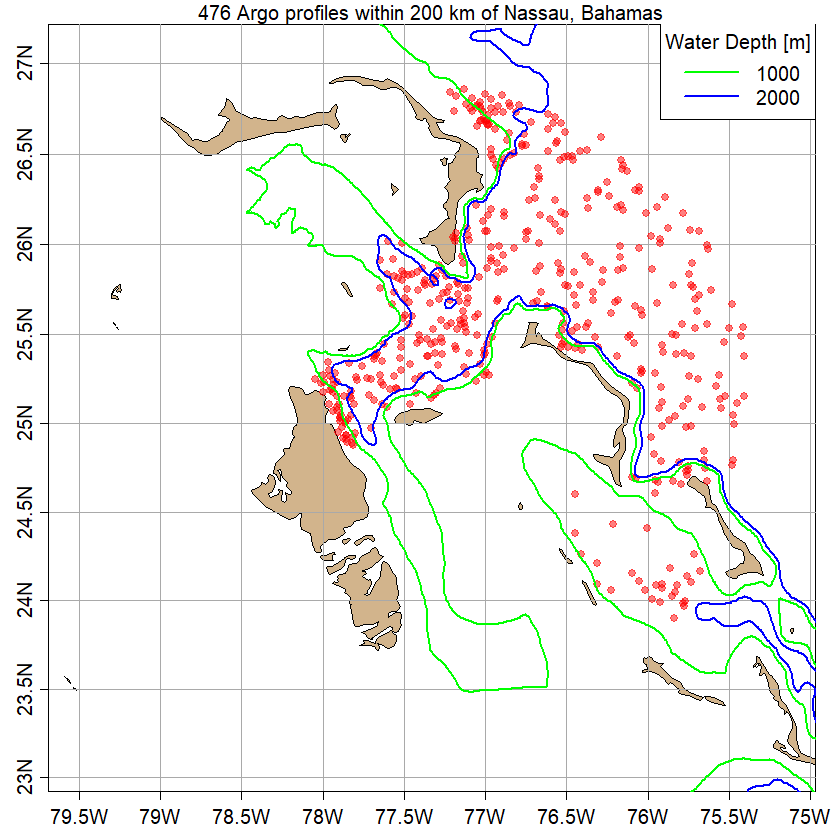 476 Argo profiles within 200 km of Nassau, Bahamas
Water Depth [m]
1000
2000
27N
26.5N
26N
25.5N
25N
24.5N
24N
23.5N
23N
79.5W
79W
78.5W
78W
77.5W
77W
76.5W
76W
75.5W
75W